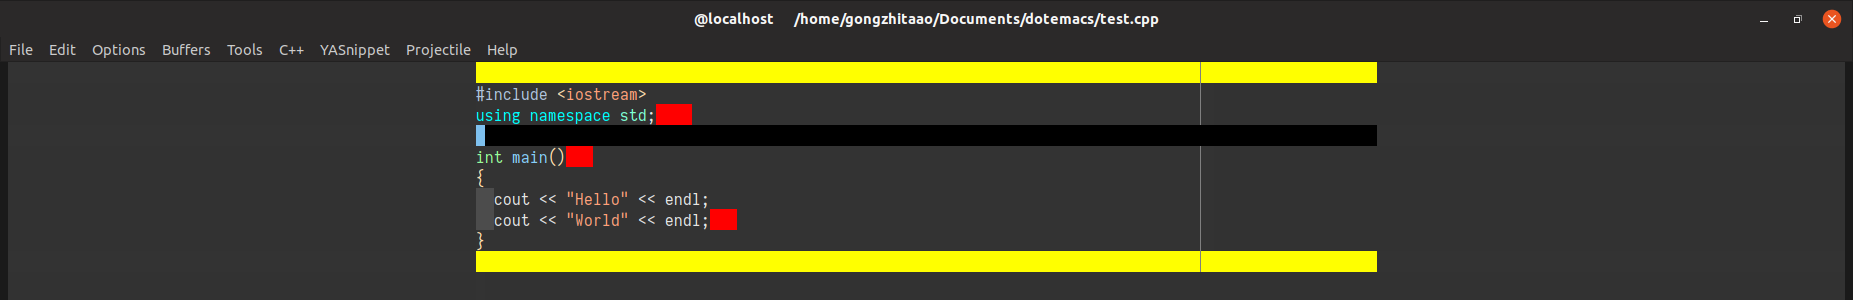 @localhost /home/gongzhitaao/Documents/dotemacs/test.cpp
File Edit Options Buffers Tools C++ YASnippet Projectile Help
#include <iostream>
using namespace std;
int main()
{
  cout << "Hello" << endl;
  cout << "World" << endl;
}